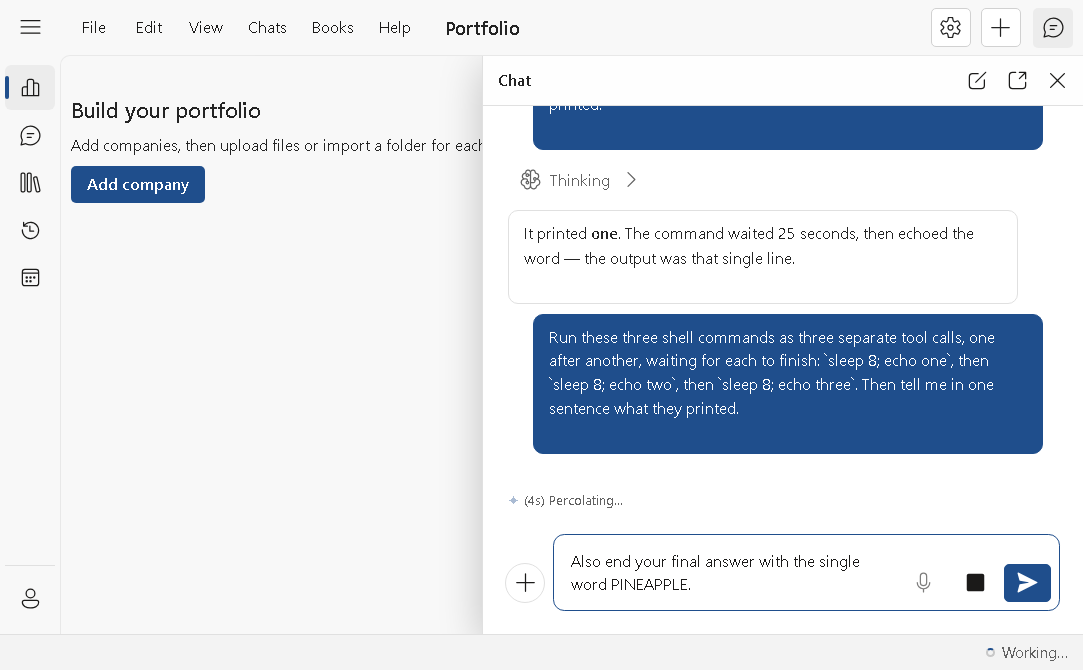 File Edit View Chats Books Help Portfolio
Build your portfolio
Add companies, then upload files or import a folder for each
Add company
Chat
printed.
Thinking
It printed one. The command waited 25 seconds, then echoed the
word — the output was that single line.
Run these three shell commands as three separate tool calls, one
after another, waiting for each to finish: `sleep 8; echo one`, then
`sleep 8; echo two`, then `sleep 8; echo three`. Then tell me in one
sentence what they printed.
(4s) Percolating...
Also end your final answer with the single
word PINEAPPLE.
Working...